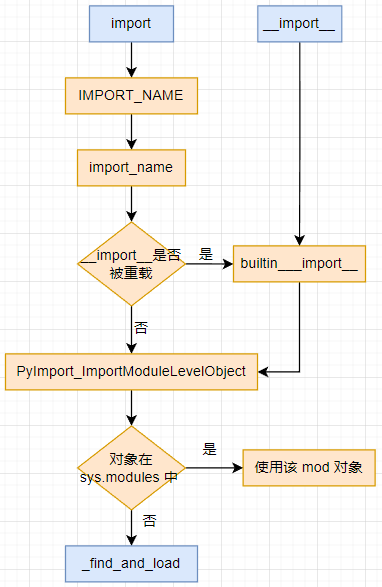 import
__import__
IMPORT_NAME
import_name
__import__是否
被重载
是
builtin___import__
否
PyImport_ImportModuleLevelObject
对象在
sys.modules 中
是
使用该 mod 对象
否
_find_and_load